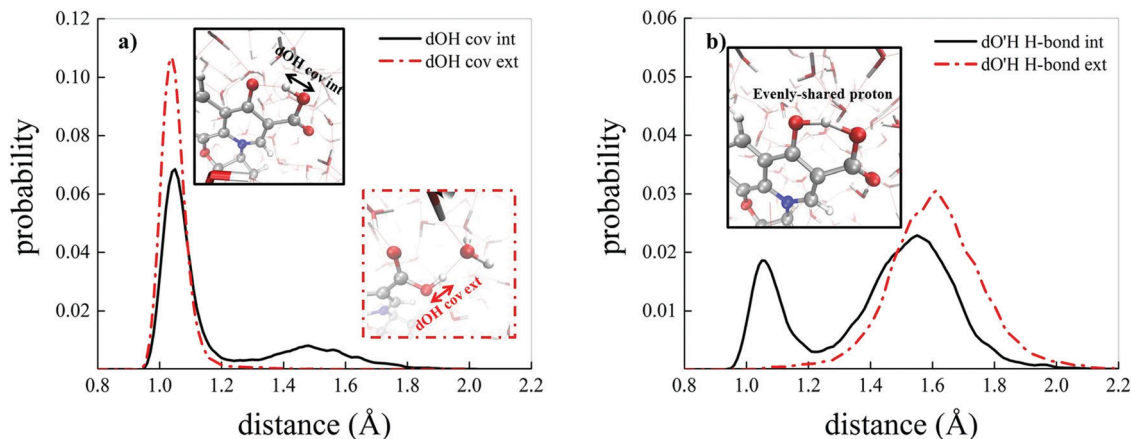 a)
0.12
0.10
0.08
0.06
0.04
0.02
probability
0.8 1.0 1.2 1.4 1.6 1.8 2.0 2.2
distance (Å)
dOH cov int
dOH cov ext
dOH cov int
dOH cov ext
b)
0.06
0.05
0.04
0.03
0.02
0.01
probability
0.8 1.0 1.2 1.4 1.6 1.8 2.0 2.2
distance (Å)
dO'H H-bond int
dO'H H-bond ext
Evenly-shared proton